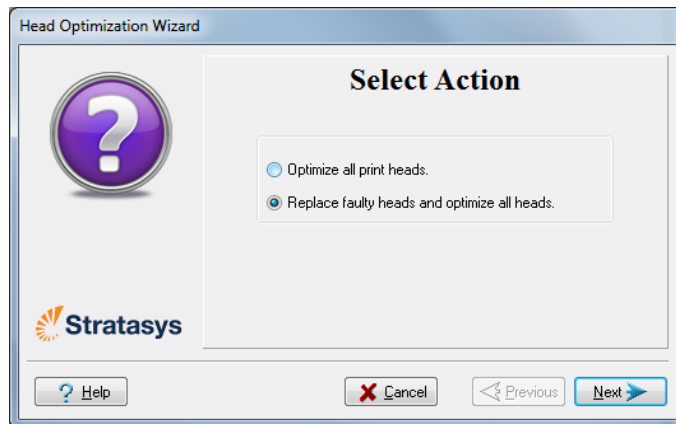 Head Optimization Wizard
Select Action
Optimize all print heads.
Replace faulty heads and optimize all heads.
Stratasys
? Help
Cancel
Previous
Next